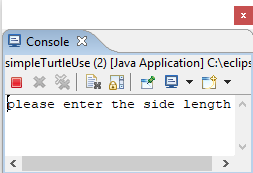 Console
simpleTurtleUse (2) [Java Application] C:\eclips
please enter the side length